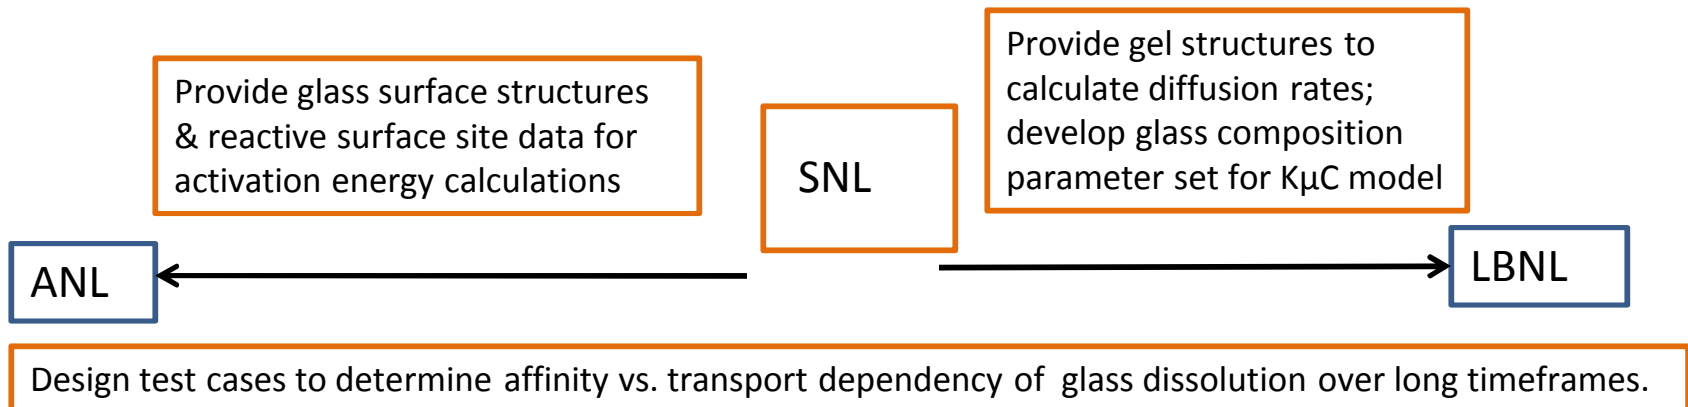 Provide glass surface structures
& reactive surface site data for
activation energy calculations
SNL
Provide gel structures to
calculate diffusion rates;
develop glass composition
parameter set for KμC model
ANL
LBNL
Design test cases to determine affinity vs. transport dependency of glass dissolution over long timeframes.